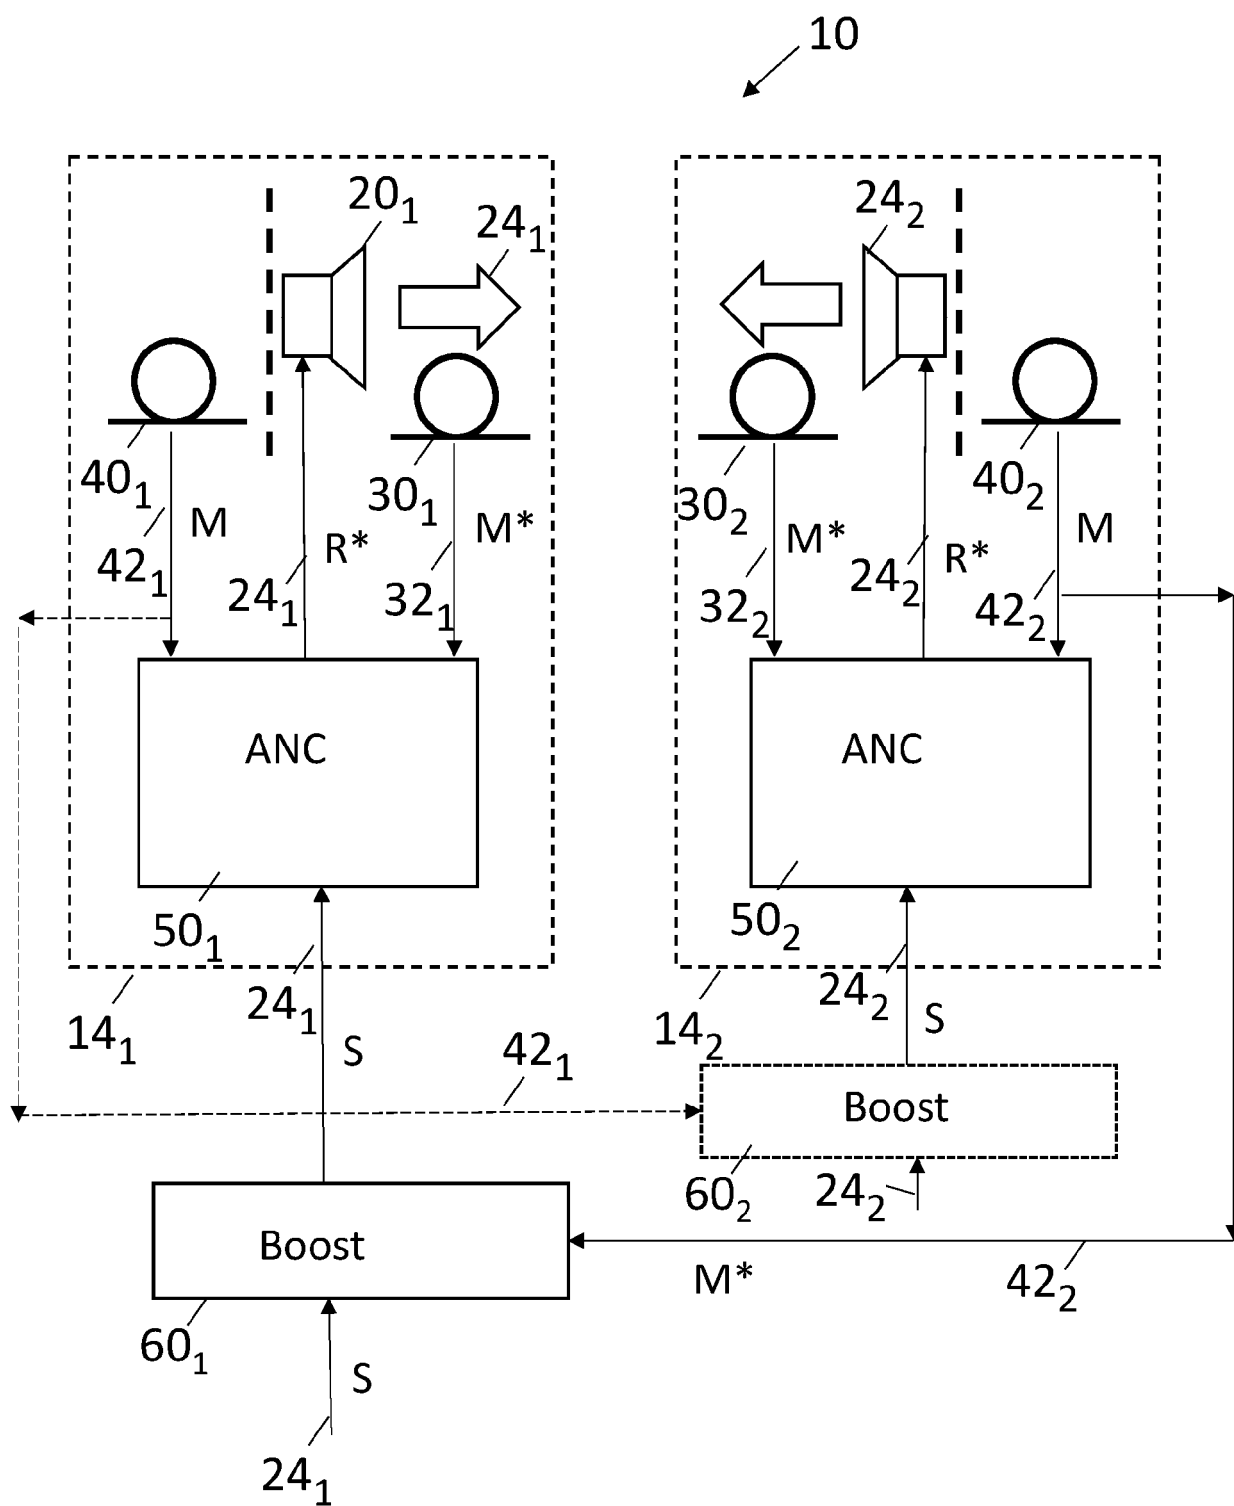 10
20₁
24₁
24₂
40₁
M
42₁
R*
24₁
30₁
M*
32₁
30₂
M*
32₂
24₂
R*
40₂
M
42₂
ANC
ANC
50₁
50₂
14₁
24₁
S
14₂
24₂
S
42₁
Boost
60₂
24₂
Boost
M*
42₂
60₁
S
24₁